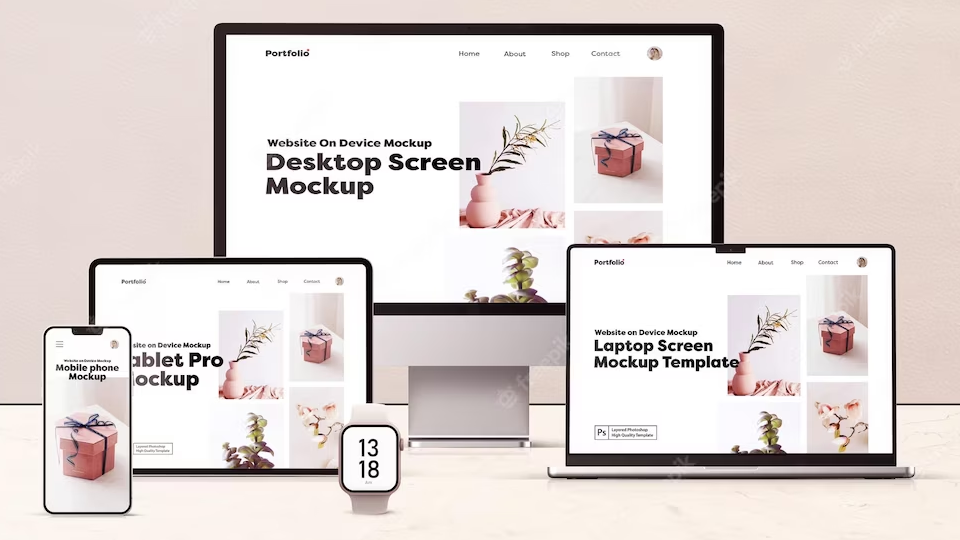 Portfolio
Home About Shop Contact
Website On Device Mockup
Desktop Screen
Mockup
Portfolio
Home About Shop Contact
Website on Device Mockup
Laptop Screen
Mockup Template
Ps
Layered Photoshop
High Quality Template
Portfolio
Home About Shop Contact
site on Device Mockup
ablet Pro
ockup
Layered Photoshop
High Quality Template
Website on Device Mockup
Mobile phone
Mockup
13
18